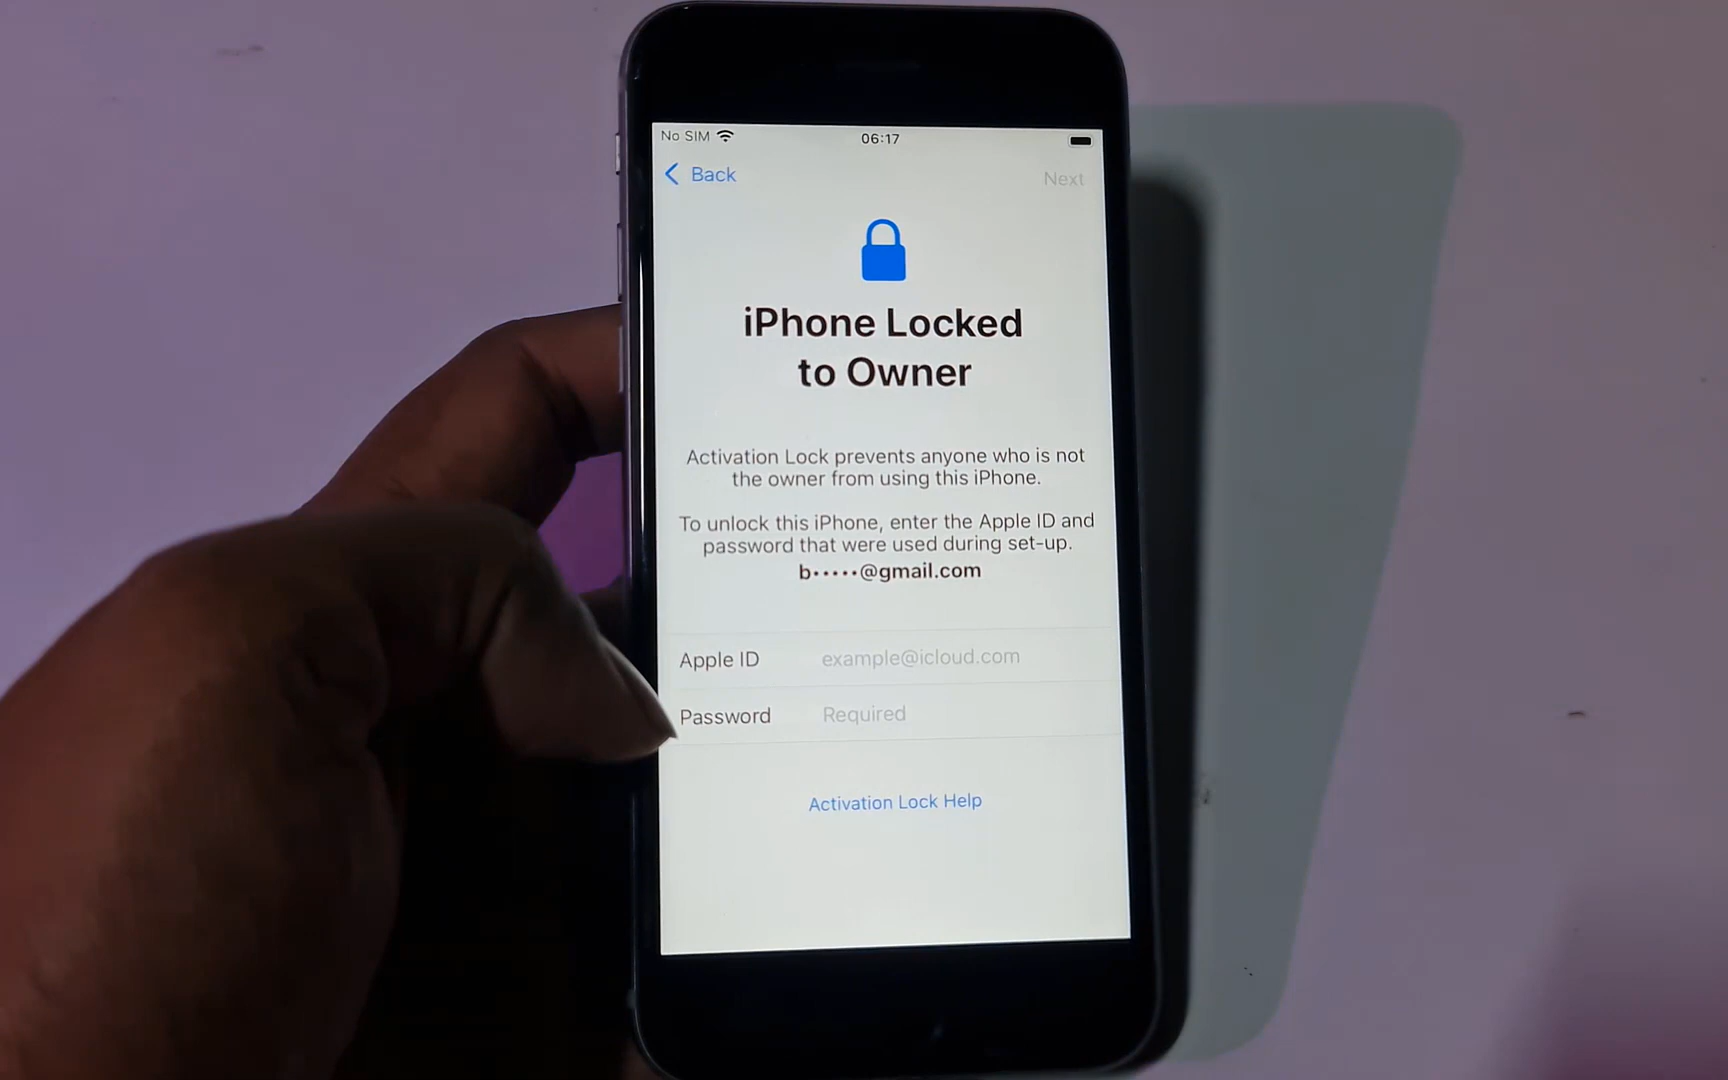 No SIM
06:17
Back
Next
iPhone Locked
to Owner
Activation Lock prevents anyone who is not
the owner from using this iPhone.
To unlock this iPhone, enter the Apple ID and
password that were used during set-up.
b•••••@gmail.com
Apple ID example@icloud.com
Password Required
Activation Lock Help